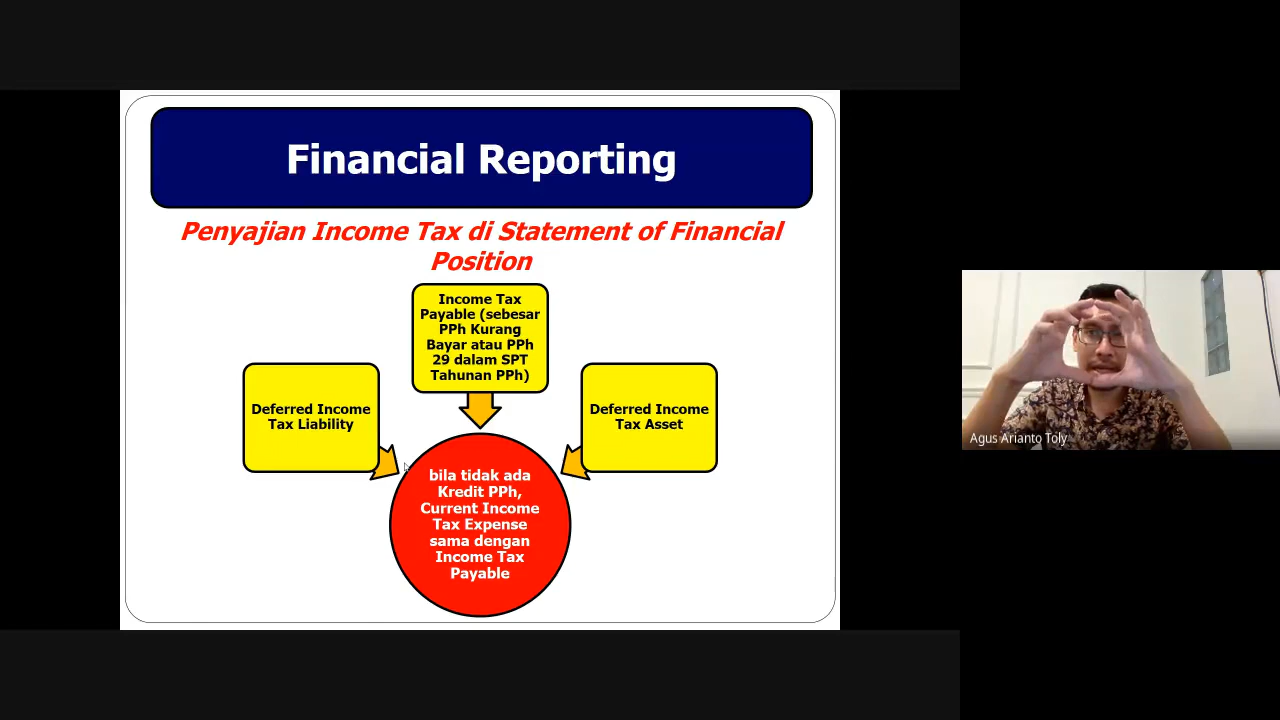 Financial Reporting
Penyajian Income Tax di Statement of Financial
Position
Income Tax
Payable (sebesar
PPh Kurang
Bayar atau PPh
29 dalam SPT
Tahunan PPh)
Deferred Income
Tax Liability
Deferred Income
Tax Asset
bila tidak ada
Kredit PPh,
Current Income
Tax Expense
sama dengan
Income Tax
Payable
Agus Arianto Toly